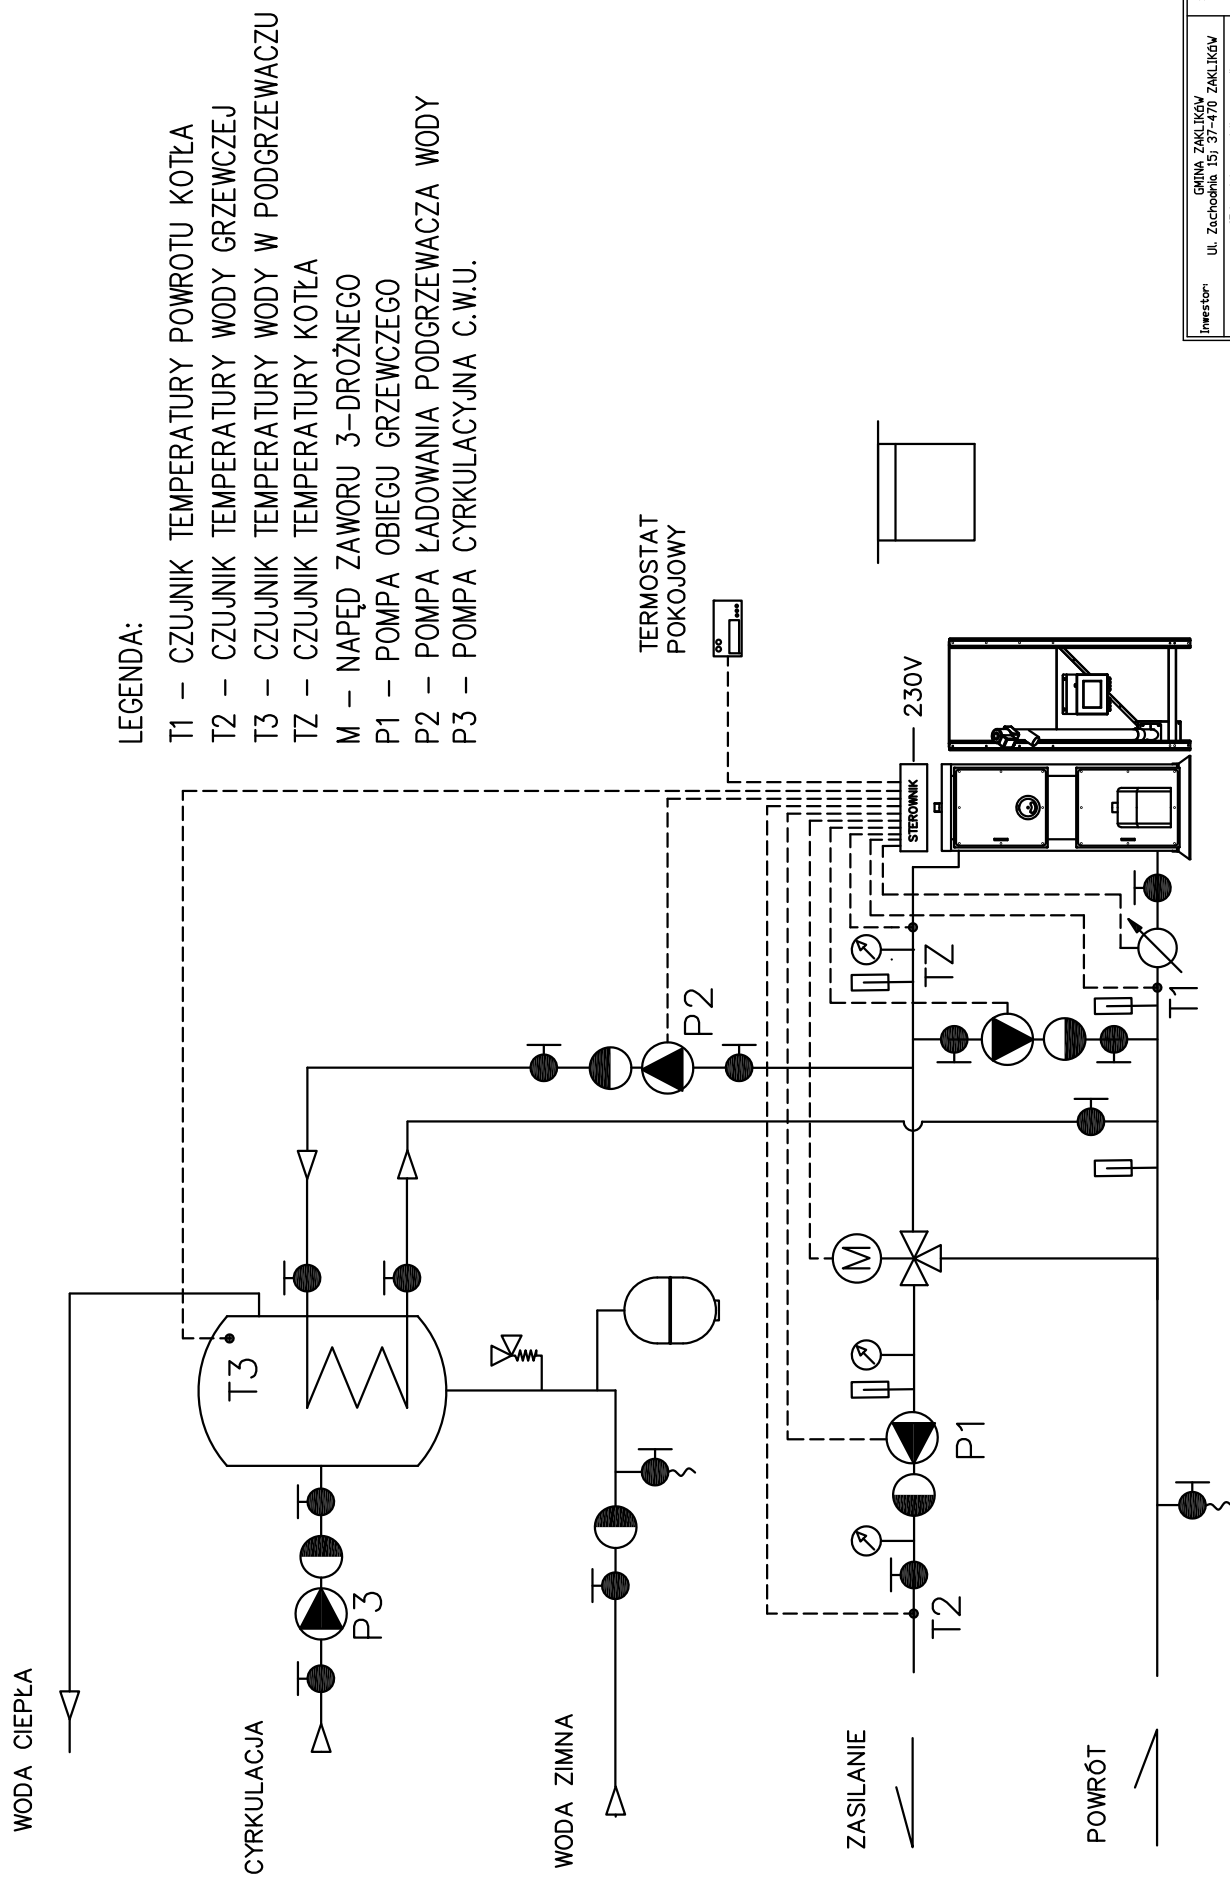 LEGENDA:
T1 – CZUJNIK TEMPERATURY POWROTU KOTŁA
T2 – CZUJNIK TEMPERATURY WODY GRZEWCZEJ
T3 – CZUJNIK TEMPERATURY WODY W PODGRZEWACZU
TZ – CZUJNIK TEMPERATURY KOTŁA
M – NAPĘD ZAWORU 3–DROŻNEGO
P1 – POMPA OBIEGU GRZEWCZEGO
P2 – POMPA ŁADOWANIA PODGRZEWACZA WODY
P3 – POMPA CYRKULACYJNA C.W.U.
WODA CIEPŁA
CYRKULACJA
WODA ZIMNA
ZASILANIE
POWRÓT
T3
P3
P2
M
P1
T2
TZ
T1
TERMOSTAT
POKOJOWY
230V
STEROWNIK
Inwestor:
GMINA ZAKLIKÓW
Ul. Zachodnia 15; 37-470 ZAKLIKÓW